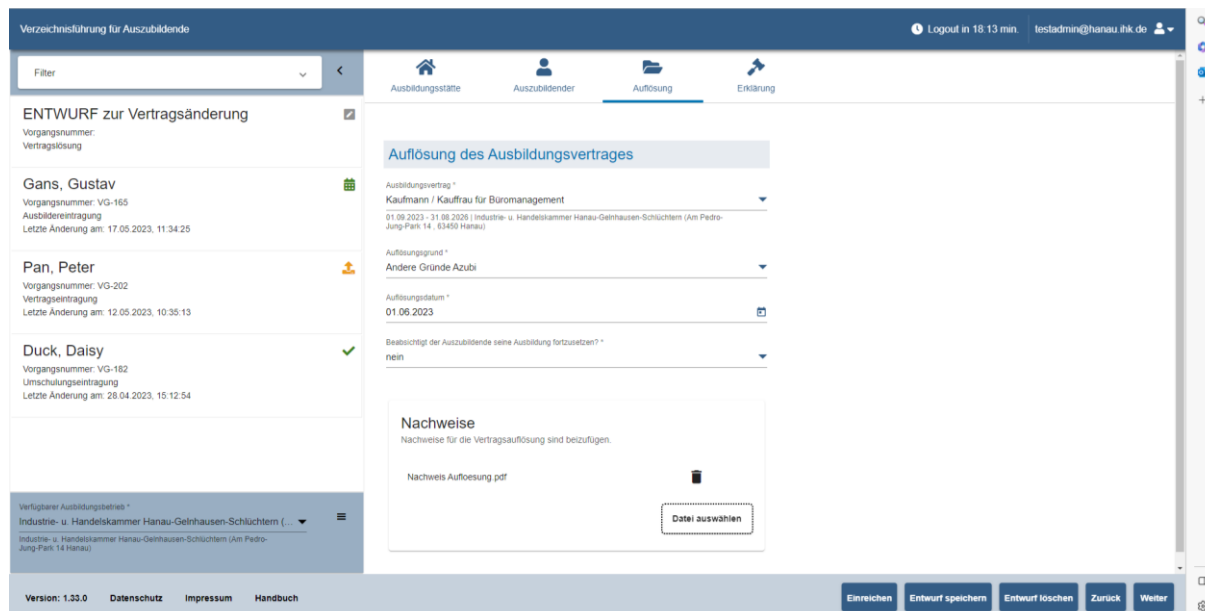 Verzeichnisführung für Auszubildende
Logout in 18:13 min.
testadmin@hanau.ihk.de
Filter
ENTWURF zur Vertragsänderung
Vorgangsnummer:
Vertragslösung
Gans, Gustav
Vorgangsnummer: VG-165
Ausbildereintragung
Letzte Änderung am: 17.05.2023, 11:34:25
Pan, Peter
Vorgangsnummer: VG-202
Vertragseintragung
Letzte Änderung am: 12.05.2023, 10:35:13
Duck, Daisy
Vorgangsnummer: VG-182
Umschulungseintragung
Letzte Änderung am: 28.04.2023, 15:12:54
Verfügbarer Ausbildungsbetrieb *
Industrie- u. Handelskammer Hanau-Gelnhausen-Schlüchtern (...
Industrie- u. Handelskammer Hanau-Gelnhausen-Schlüchtern (Am Pedro-
Jung-Park 14 Hanau)
Ausbildungsstätte
Auszubildender
Auflösung
Erklärung
Auflösung des Ausbildungsvertrages
Ausbildungsvertrag *
Kaufmann / Kauffrau für Büromanagement
01.09.2023 - 31.08.2026 | Industrie- u. Handelskammer Hanau-Gelnhausen-Schlüchtern (Am Pedro-
Jung-Park 14 , 63450 Hanau)
Auflösungsgrund *
Andere Gründe Azubi
Auflösungsdatum *
01.06.2023
Beabsichtigt der Auszubildende seine Ausbildung fortzusetzen? *
nein
Nachweise
Nachweise für die Vertragsauflösung sind beizufügen.
Nachweis Aufloesung.pdf
Datei auswählen
Version: 1.33.0
Datenschutz
Impressum
Handbuch
Einreichen
Entwurf speichern
Entwurf löschen
Zurück
Weiter